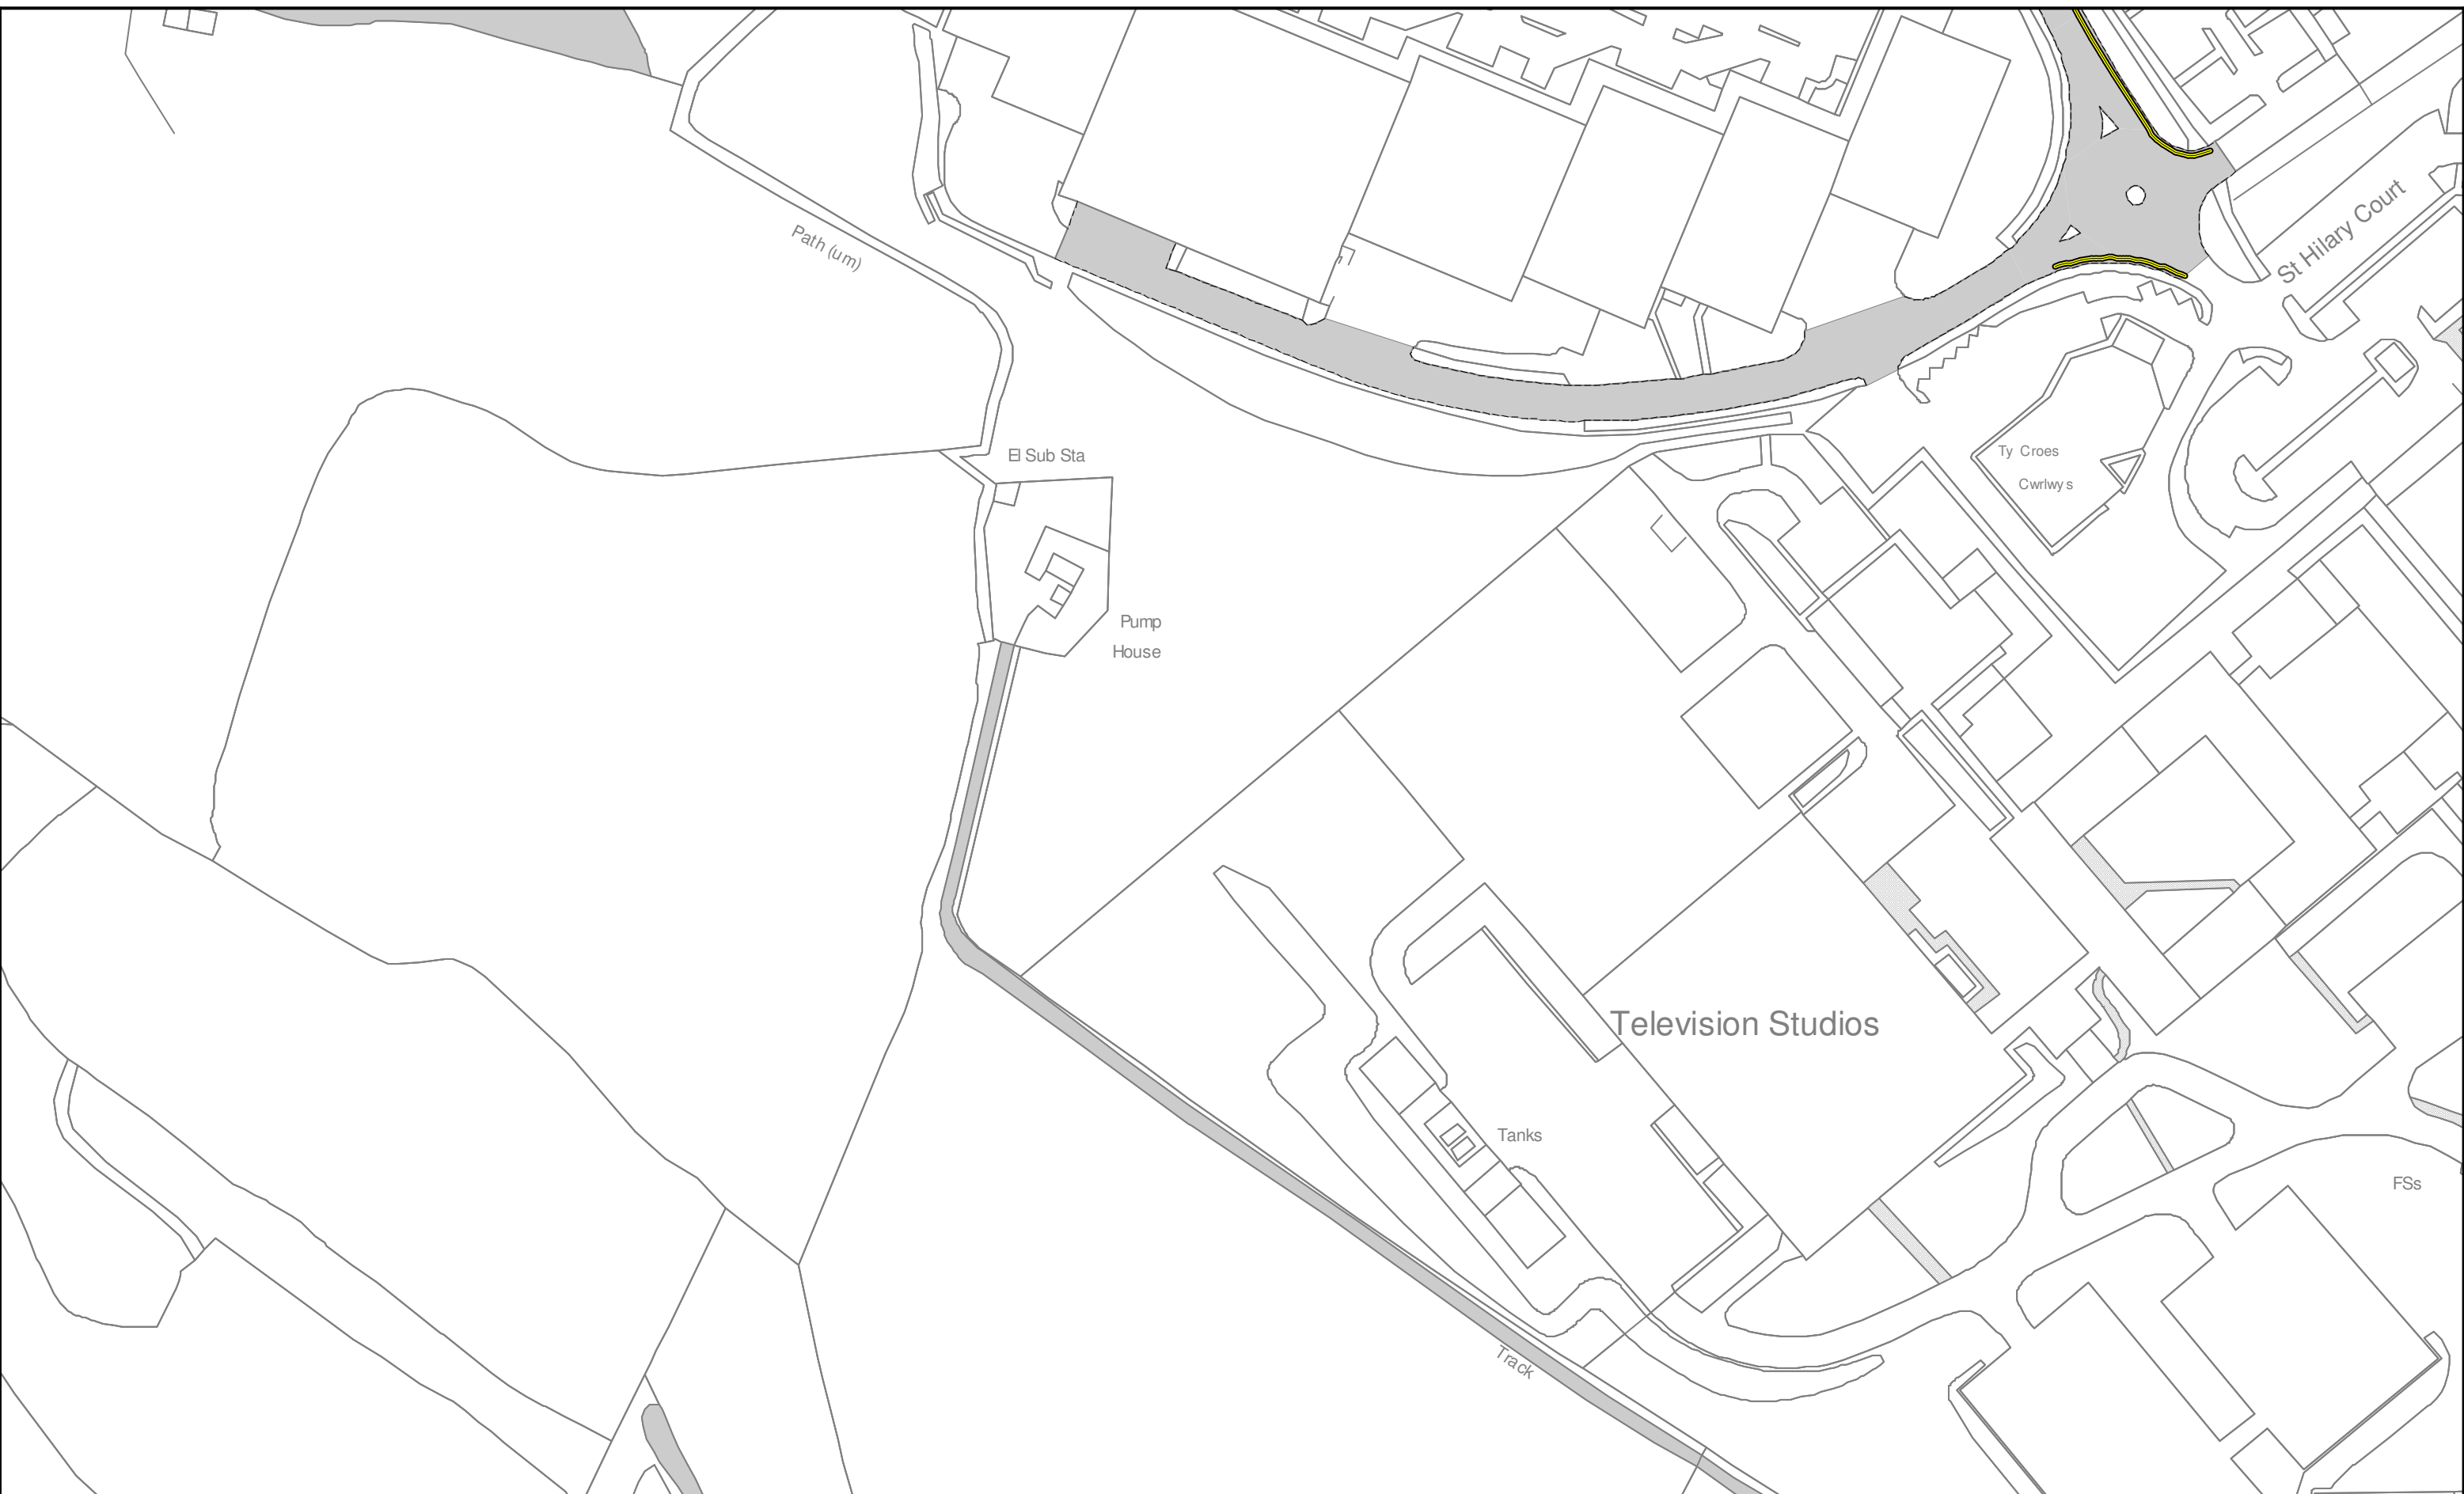 Path (um)
St Hilary Court
El Sub Sta
Ty Croes
Cwrlwys
Pump
House
Television Studios
Tanks
FSs
Track